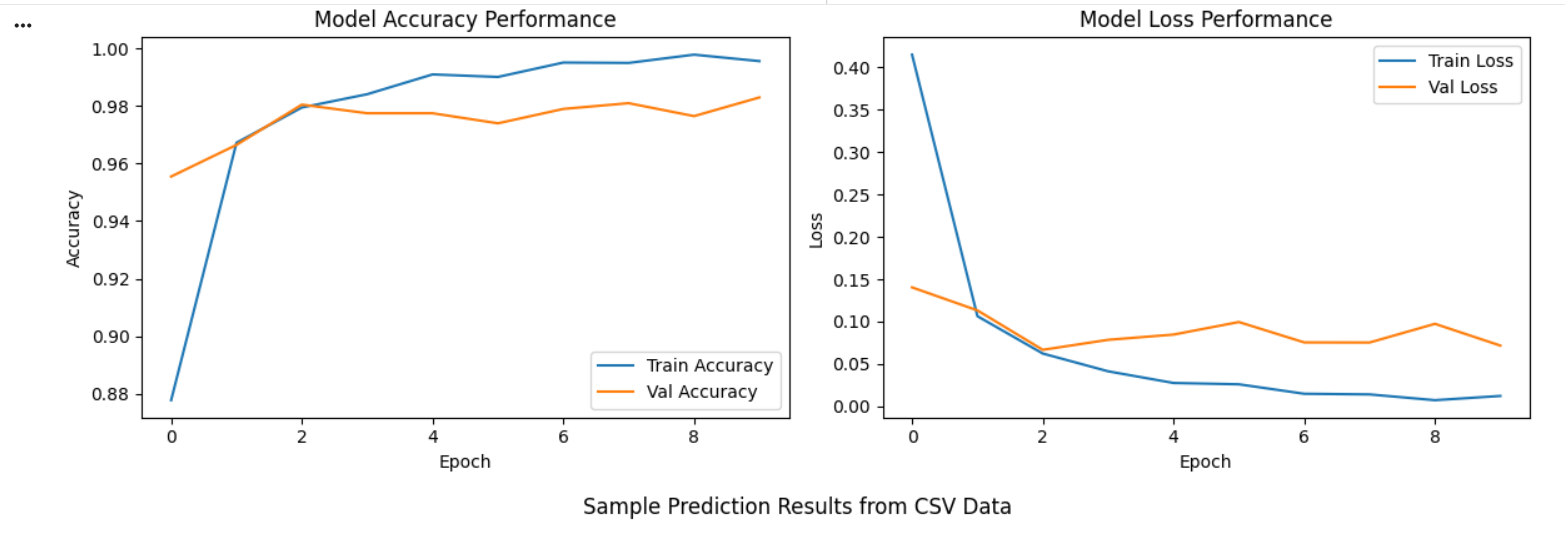 ...
Model Accuracy Performance
1.00
0.98
0.96
0.94
0.92
0.90
0.88
Accuracy
Train Accuracy
Val Accuracy
0 2 4 6 8
Epoch
Model Loss Performance
0.40
0.35
0.30
0.25
0.20
0.15
0.10
0.05
0.00
Loss
Train Loss
Val Loss
0 2 4 6 8
Epoch
Sample Prediction Results from CSV Data